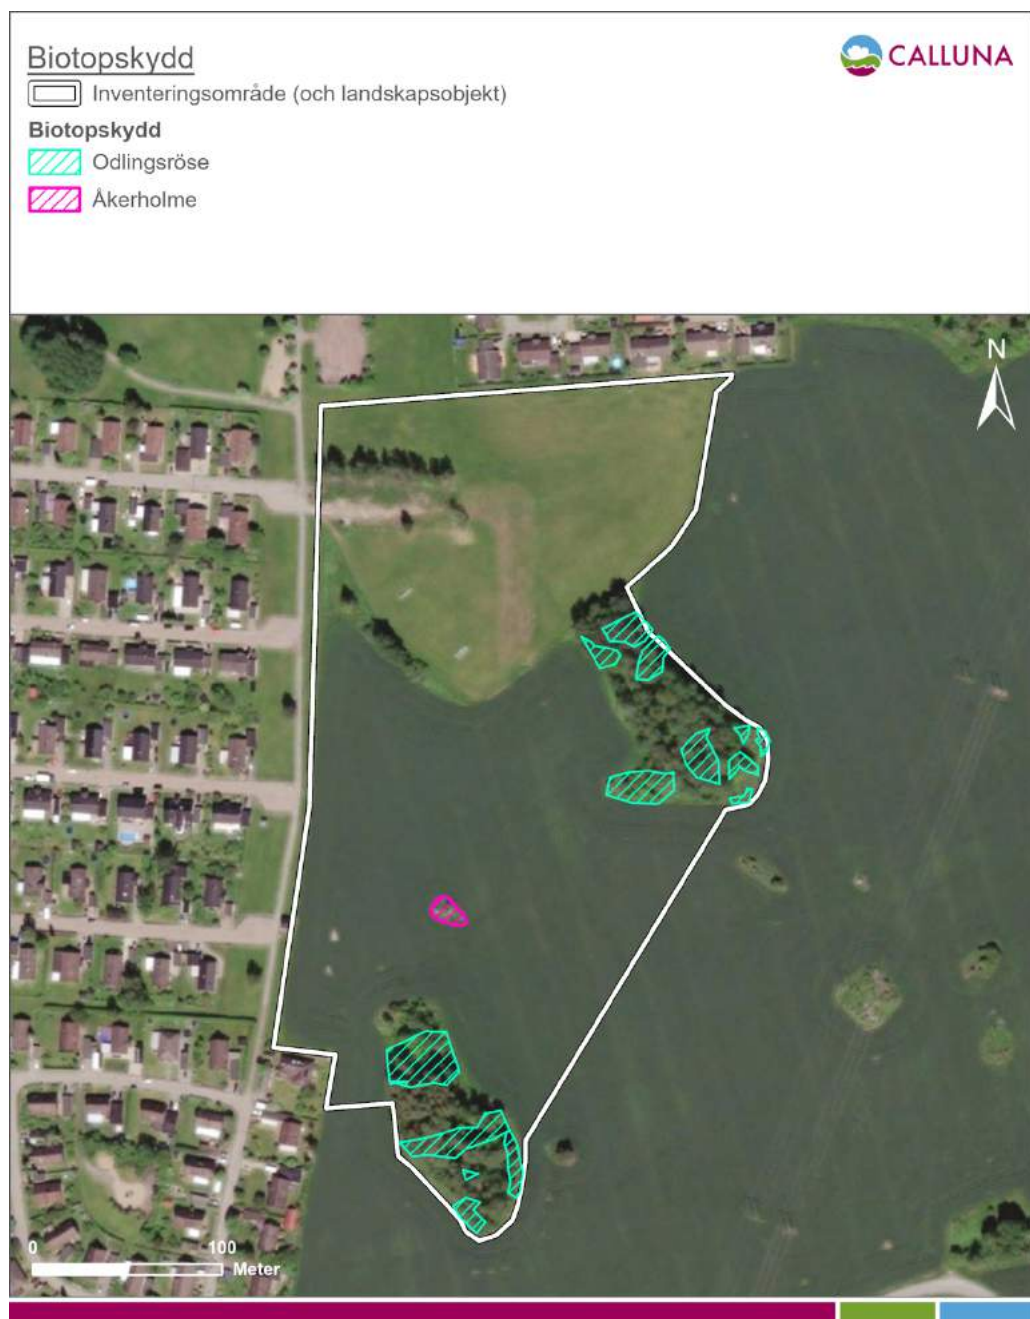 Biotopskydd
CALLUNA
Inventeringsområde (och landskapsobjekt)
Biotopskydd
Odlingsröse
Åkerholme
N
0 100
Meter